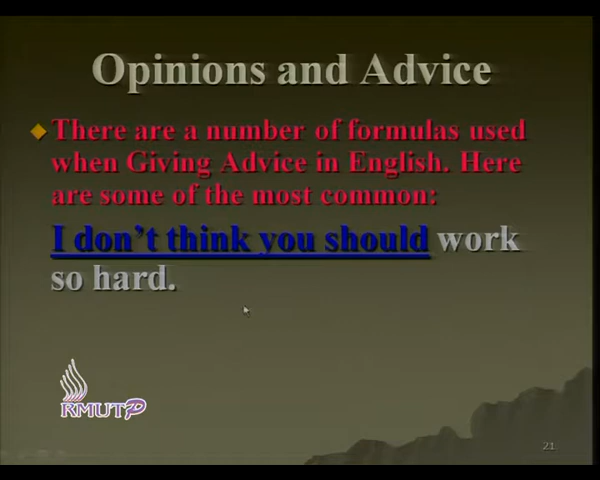 Opinions and Advice
There are a number of formulas used
when Giving Advice in English. Here
are some of the most common:
I don't think you should work
so hard.
RMUTP
21